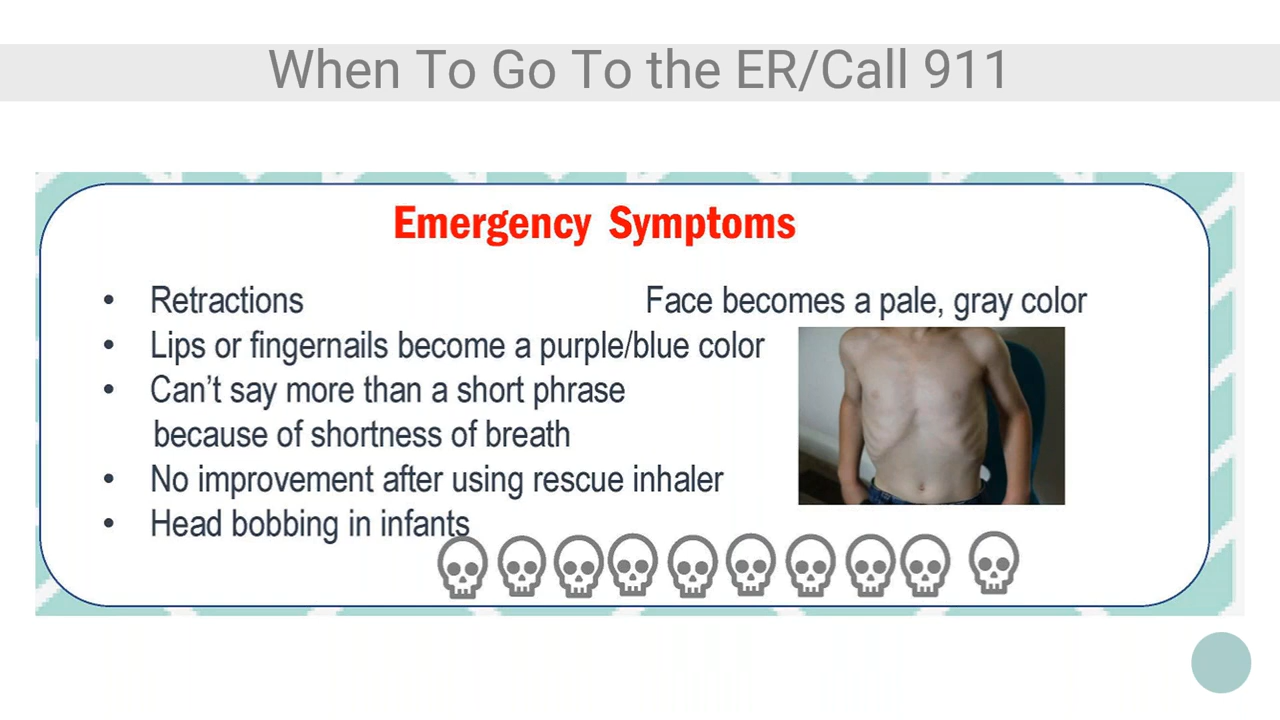 When To Go To the ER/Call 911
Emergency Symptoms
• Retractions
Face becomes a pale, gray color
• Lips or fingernails become a purple/blue color
• Can't say more than a short phrase
because of shortness of breath
• No improvement after using rescue inhaler
• Head bobbing in infants